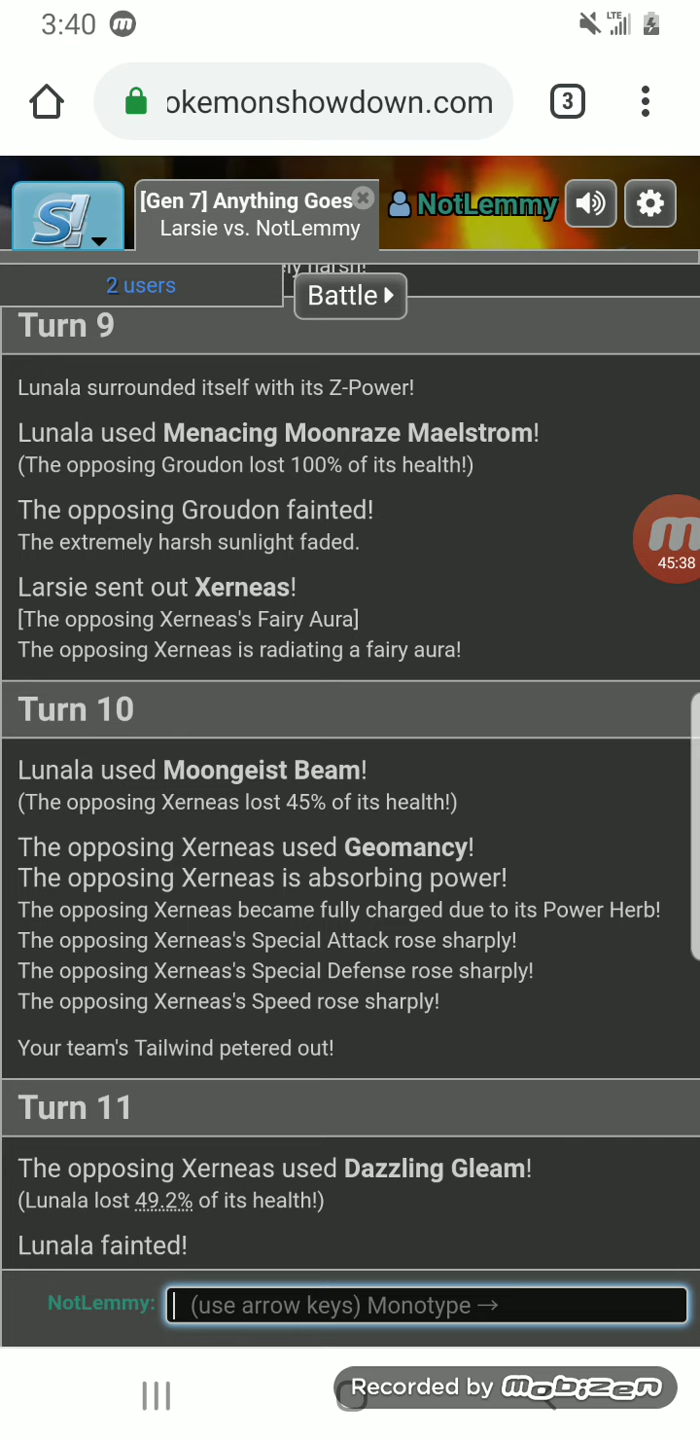 3:40
LTE
okemonshowdown.com
3
[Gen 7] Anything Goes
Larsie vs. NotLemmy
NotLemmy
S!
ly harsh!
2 users
Battle
Turn 9
Lunala surrounded itself with its Z-Power!
Lunala used Menacing Moonraze Maelstrom!
(The opposing Groudon lost 100% of its health!)
The opposing Groudon fainted!
The extremely harsh sunlight faded.
45:38
Larsie sent out Xerneas!
[The opposing Xerneas's Fairy Aura]
The opposing Xerneas is radiating a fairy aura!
Turn 10
Lunala used Moongeist Beam!
(The opposing Xerneas lost 45% of its health!)
The opposing Xerneas used Geomancy!
The opposing Xerneas is absorbing power!
The opposing Xerneas became fully charged due to its Power Herb!
The opposing Xerneas's Special Attack rose sharply!
The opposing Xerneas's Special Defense rose sharply!
The opposing Xerneas's Speed rose sharply!
Your team's Tailwind petered out!
Turn 11
The opposing Xerneas used Dazzling Gleam!
(Lunala lost 49.2% of its health!)
Lunala fainted!
NotLemmy: (use arrow keys) Monotype →
Recorded by mobizen